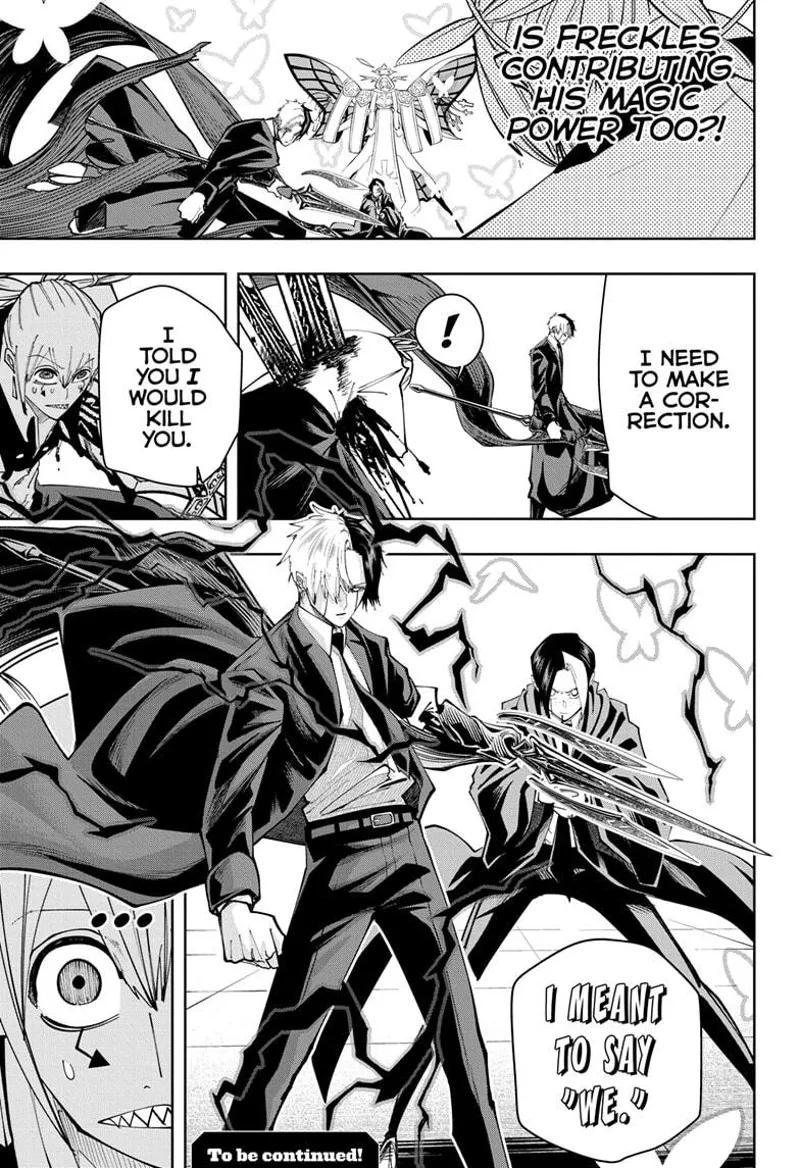 IS FRECKLES
CONTRIBUTING
HIS MAGIC
POWER TOO?!
I NEED
TO MAKE
A COR-
RECTION.
!
I
TOLD
YOU I
WOULD
KILL
YOU.
I MEANT
TO SAY
"WE."
...
To be continued!